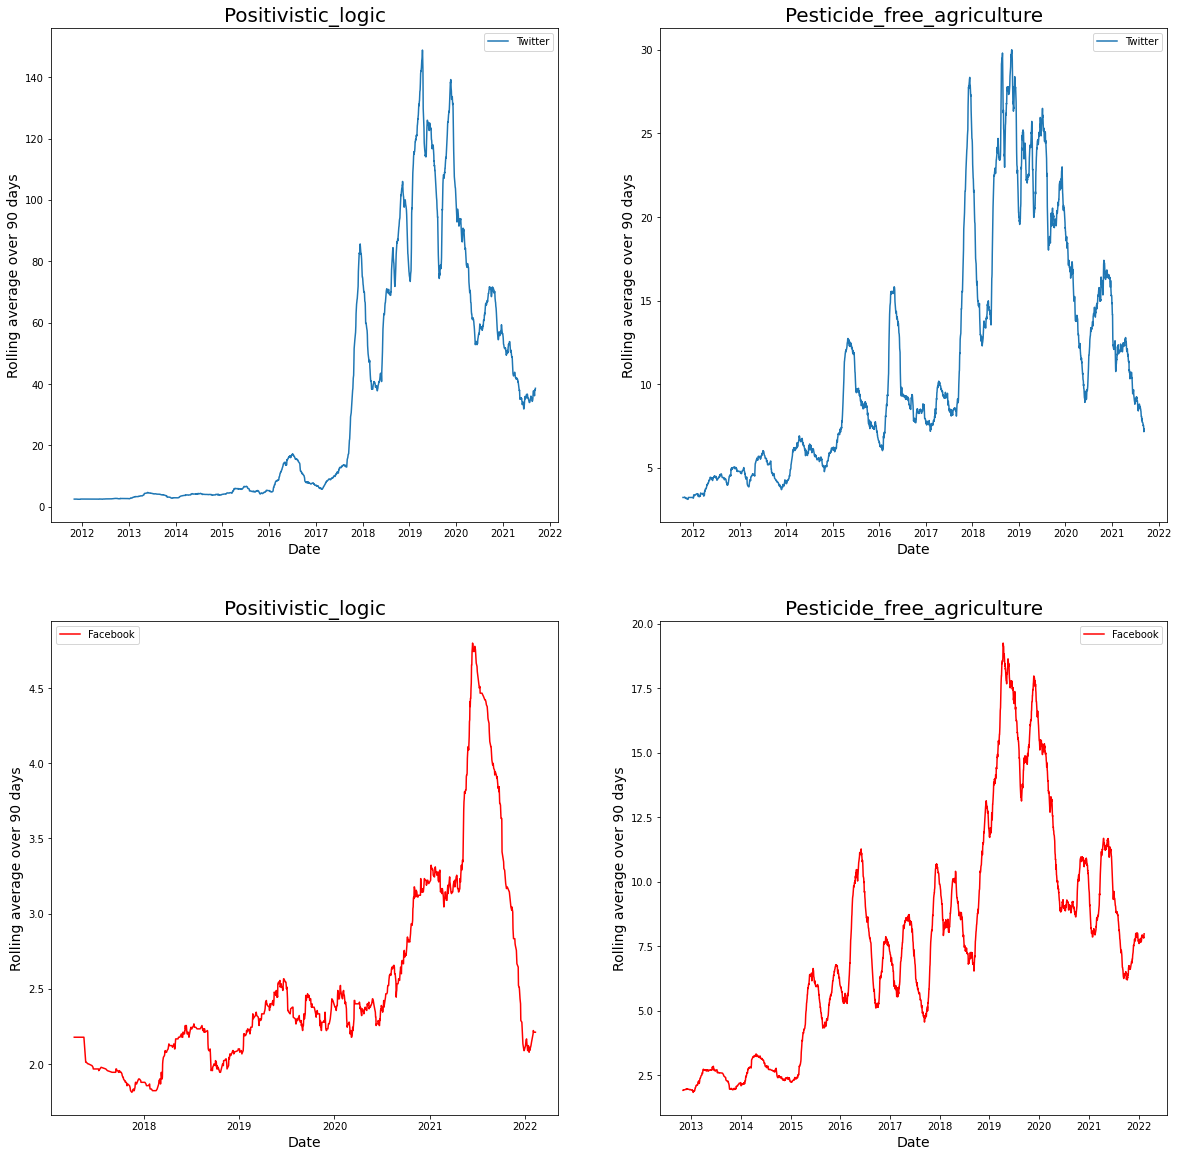 Positivistic_logic
Twitter
Rolling average over 90 days
140
120
100
80
60
40
20
0
2012 2013 2014 2015 2016 2017 2018 2019 2020 2021 2022
Date
Pesticide_free_agriculture
Twitter
Rolling average over 90 days
30
25
20
15
10
5
2012 2013 2014 2015 2016 2017 2018 2019 2020 2021 2022
Date
Positivistic_logic
Facebook
Rolling average over 90 days
4.5
4.0
3.5
3.0
2.5
2.0
2018 2019 2020 2021 2022
Date
Pesticide_free_agriculture
Facebook
Rolling average over 90 days
20.0
17.5
15.0
12.5
10.0
7.5
5.0
2.5
2013 2014 2015 2016 2017 2018 2019 2020 2021 2022
Date